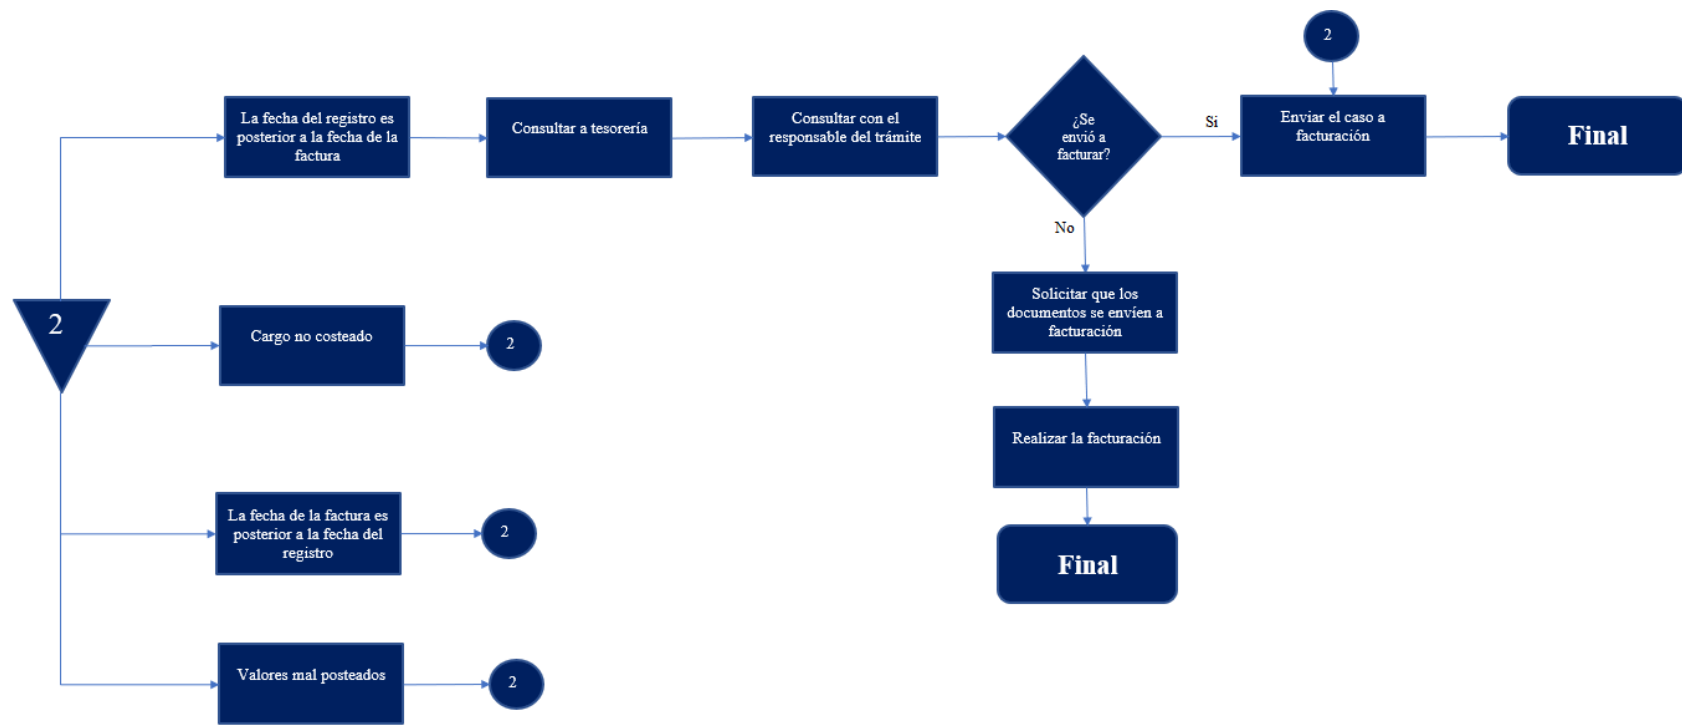 2
La fecha del registro es
posterior a la fecha de la
factura
Consultar a tesorería
Consultar con el
responsable del trámite
¿Se
envió a
facturar?
Si
Enviar el caso a
facturación
Final
No
2
Cargo no costeado
2
Solicitar que los
documentos se envíen a
facturación
Realizar la facturación
La fecha de la factura es
posterior a la fecha del
registro
2
Final
Valores mal posteados
2